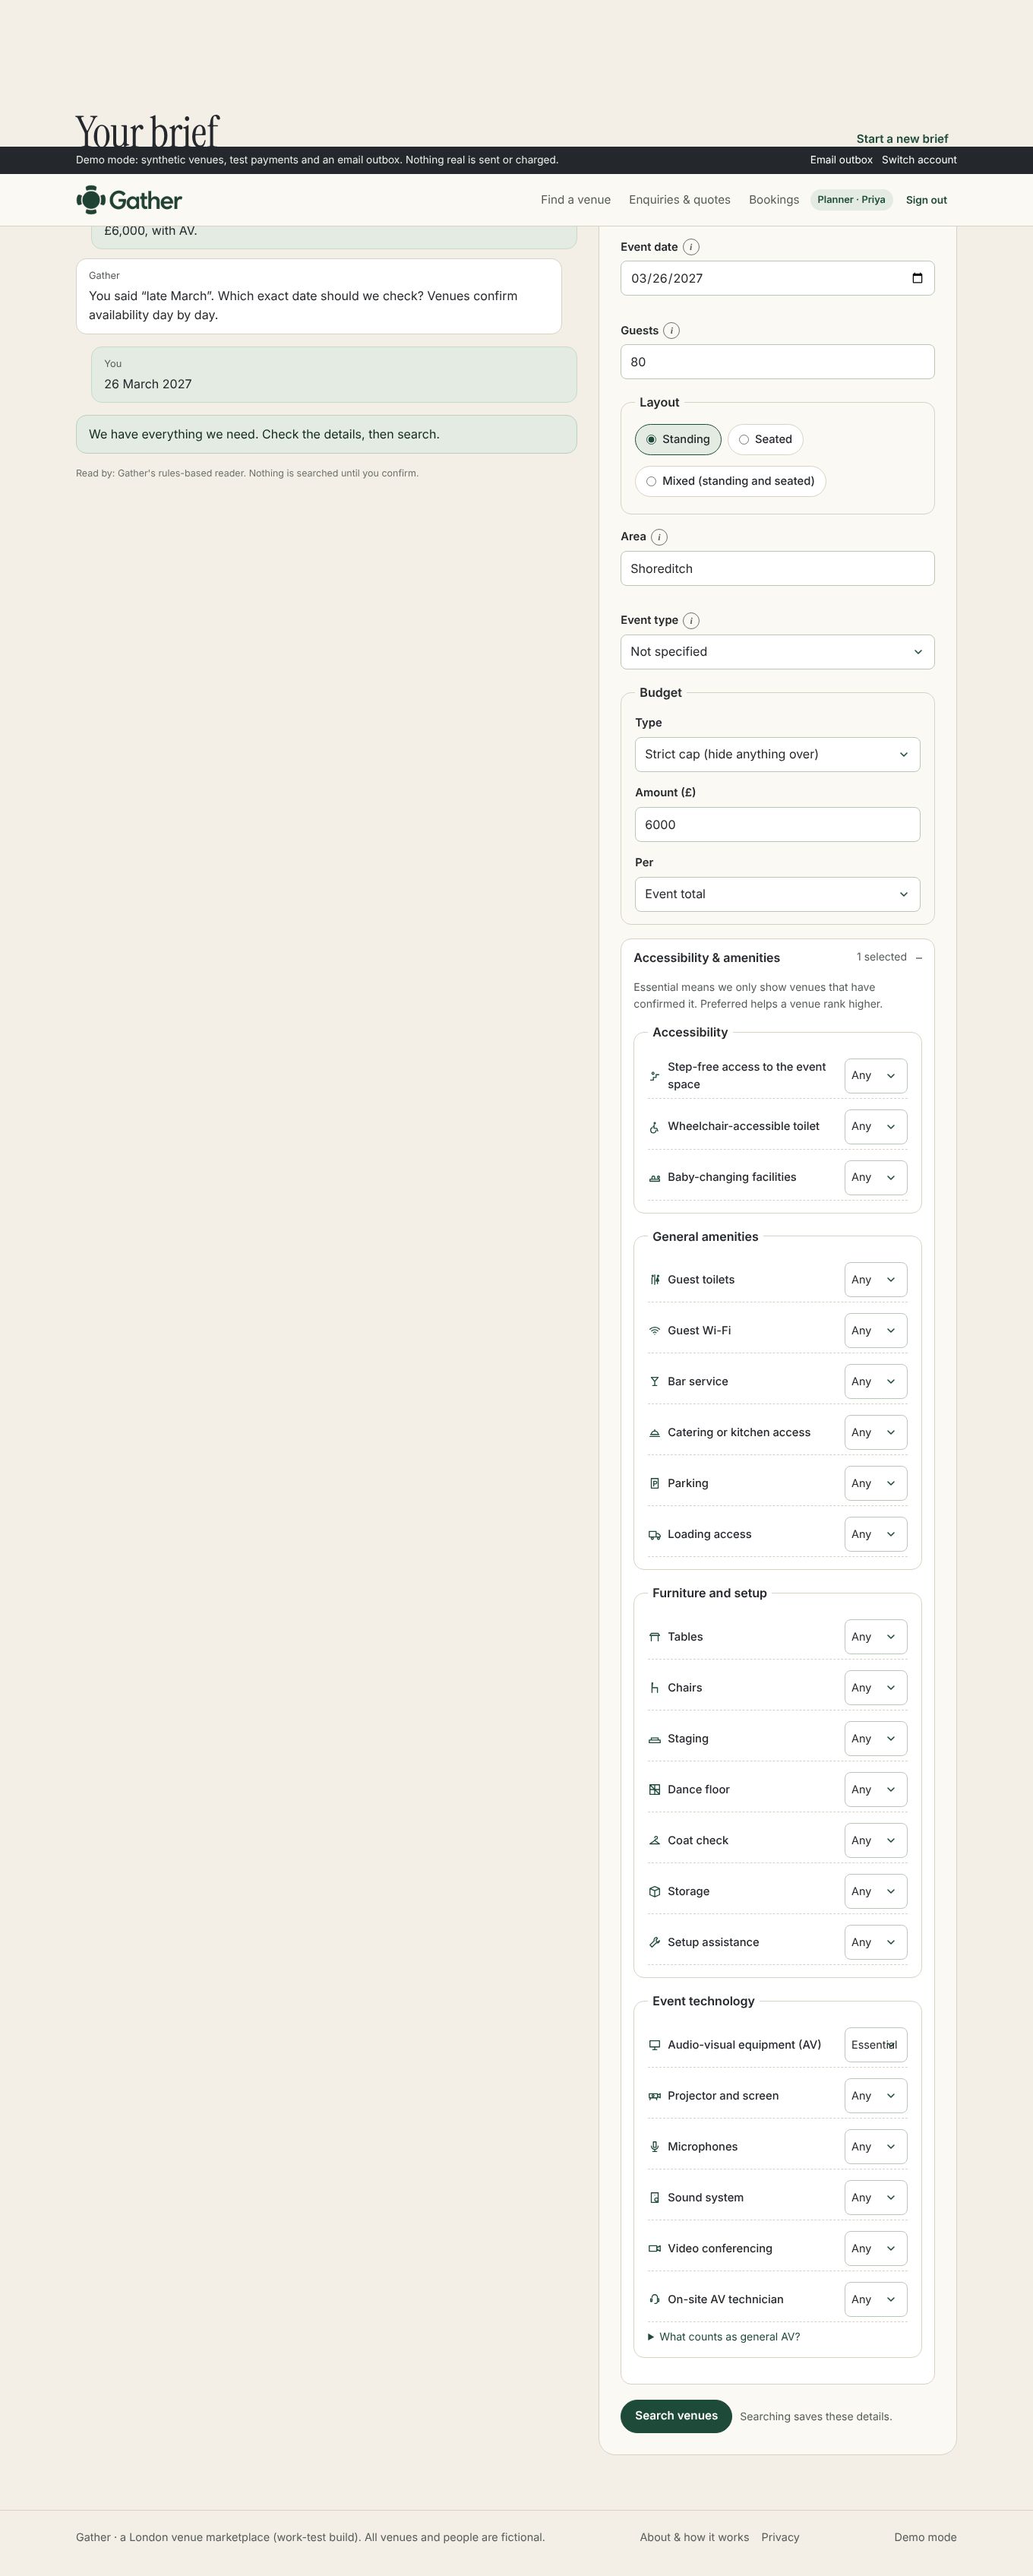 Your brief
Start a new brief
Demo mode: synthetic venues, test payments and an email outbox. Nothing real is sent or charged.
Email outbox Switch account
Gather
Find a venue Enquiries & quotes Bookings Planner · Priya Sign out
£6,000, with AV.
Gather
You said “late March”. Which exact date should we check? Venues confirm
availability day by day.
You
26 March 2027
We have everything we need. Check the details, then search.
Read by: Gather's rules-based reader. Nothing is searched until you confirm.
Event date i
03/26/2027
Guests i
80
Layout
Standing Seated
Mixed (standing and seated)
Area i
Shoreditch
Event type i
Not specified
Budget
Type
Strict cap (hide anything over)
Amount (£)
6000
Per
Event total
Accessibility & amenities 1 selected –
Essential means we only show venues that have
confirmed it. Preferred helps a venue rank higher.
Accessibility
Step-free access to the event
space
Any
Wheelchair-accessible toilet Any
Baby-changing facilities Any
General amenities
Guest toilets Any
Guest Wi-Fi Any
Bar service Any
Catering or kitchen access Any
Parking Any
Loading access Any
Furniture and setup
Tables Any
Chairs Any
Staging Any
Dance floor Any
Coat check Any
Storage Any
Setup assistance Any
Event technology
Audio-visual equipment (AV) Essential
Projector and screen Any
Microphones Any
Sound system Any
Video conferencing Any
On-site AV technician Any
What counts as general AV?
Search venues Searching saves these details.
Gather · a London venue marketplace (work-test build). All venues and people are fictional.
About & how it works Privacy
Demo mode